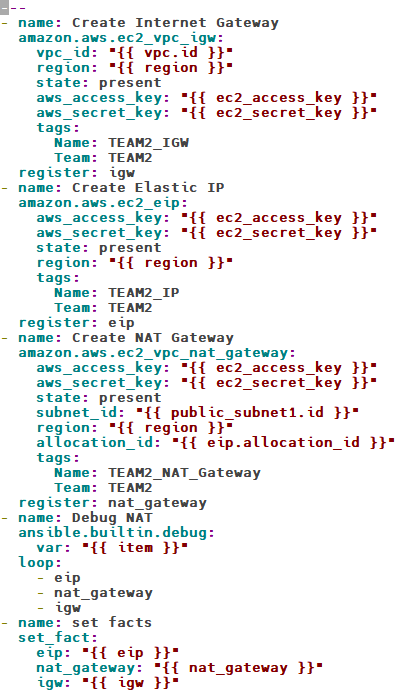 ---
- name: Create Internet Gateway
  amazon.aws.ec2_vpc_igw:
    vpc_id: "{{ vpc.id }}"
    region: "{{ region }}"
    state: present
    aws_access_key: "{{ ec2_access_key }}"
    aws_secret_key: "{{ ec2_secret_key }}"
    tags:
      Name: TEAM2_IGW
      Team: TEAM2
  register: igw
- name: Create Elastic IP
  amazon.aws.ec2_eip:
    aws_access_key: "{{ ec2_access_key }}"
    aws_secret_key: "{{ ec2_secret_key }}"
    state: present
    region: "{{ region }}"
    tags:
      Name: TEAM2_IP
      Team: TEAM2
  register: eip
- name: Create NAT Gateway
  amazon.aws.ec2_vpc_nat_gateway:
    aws_access_key: "{{ ec2_access_key }}"
    aws_secret_key: "{{ ec2_secret_key }}"
    state: present
    subnet_id: "{{ public_subnet1.id }}"
    region: "{{ region }}"
    allocation_id: "{{ eip.allocation_id }}"
    tags:
      Name: TEAM2_NAT_Gateway
      Team: TEAM2
  register: nat_gateway
- name: Debug NAT
  ansible.builtin.debug:
    var: "{{ item }}"
  loop:
    - eip
    - nat_gateway
    - igw
- name: set facts
  set_fact:
    eip: "{{ eip }}"
    nat_gateway: "{{ nat_gateway }}"
    igw: "{{ igw }}"